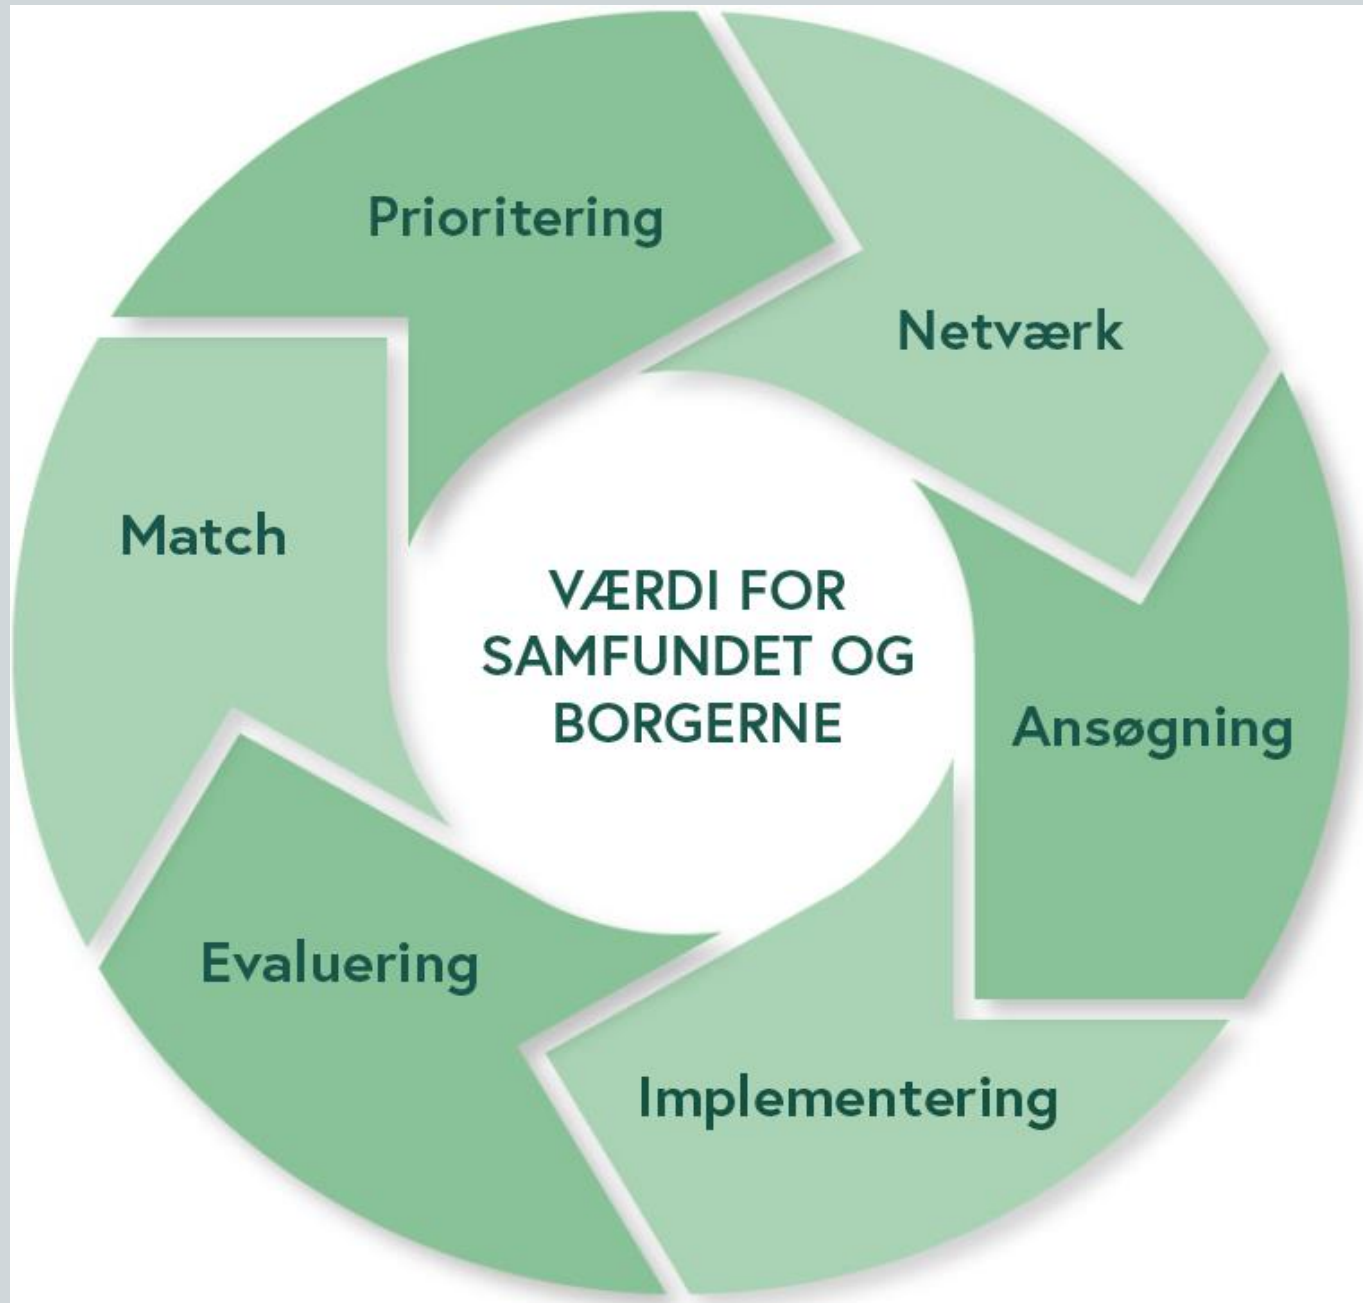 Prioritering
Netværk
Match
VÆRDI FOR
SAMFUNDET OG
BORGERNE
Ansøgning
Evaluering
Implementering